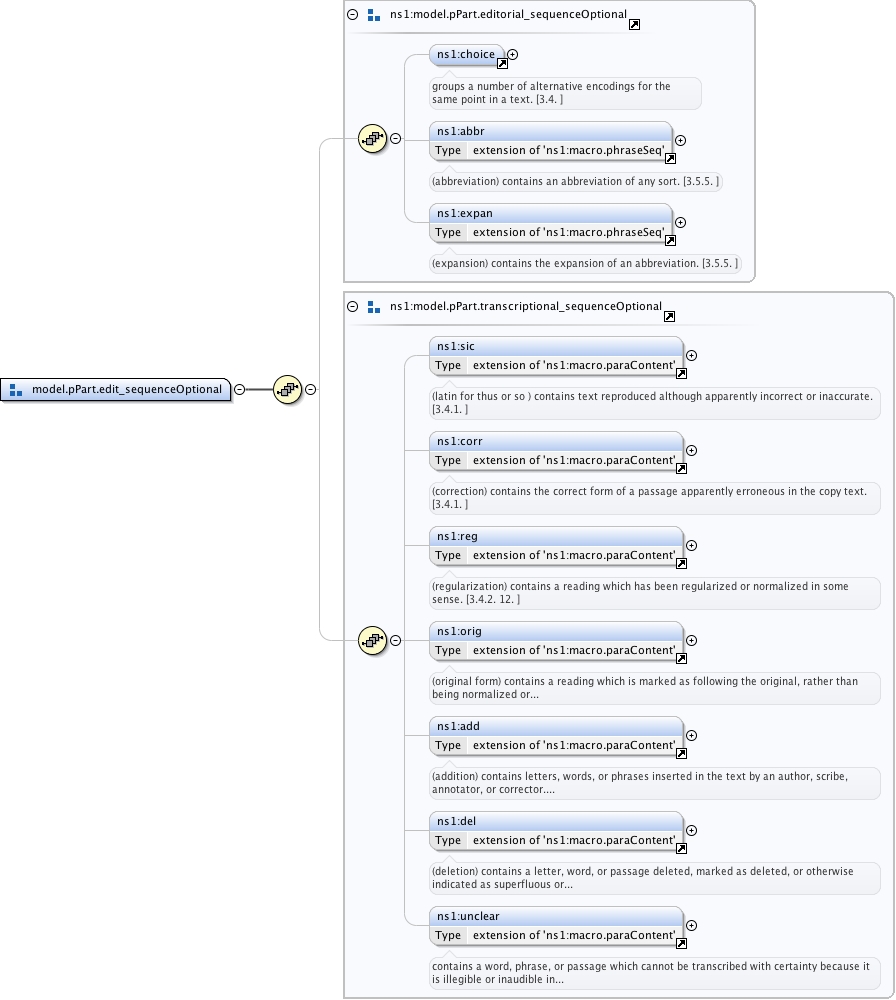 ns1:model.pPart.editorial_sequenceOptional
ns1:choice
groups a number of alternative encodings for the
same point in a text. [3.4. ]
ns1:abbr
Type extension of 'ns1:macro.phraseSeq'
(abbreviation) contains an abbreviation of any sort. [3.5.5. ]
ns1:expan
Type extension of 'ns1:macro.phraseSeq'
(expansion) contains the expansion of an abbreviation. [3.5.5. ]
model.pPart.edit_sequenceOptional
ns1:model.pPart.transcriptional_sequenceOptional
ns1:sic
Type extension of 'ns1:macro.paraContent'
(latin for thus or so ) contains text reproduced although apparently incorrect or inaccurate.
[3.4.1. ]
ns1:corr
Type extension of 'ns1:macro.paraContent'
(correction) contains the correct form of a passage apparently erroneous in the copy text.
[3.4.1. ]
ns1:reg
Type extension of 'ns1:macro.paraContent'
(regularization) contains a reading which has been regularized or normalized in some
sense. [3.4.2. 12. ]
ns1:orig
Type extension of 'ns1:macro.paraContent'
(original form) contains a reading which is marked as following the original, rather than
being normalized or...
ns1:add
Type extension of 'ns1:macro.paraContent'
(addition) contains letters, words, or phrases inserted in the text by an author, scribe,
annotator, or corrector....
ns1:del
Type extension of 'ns1:macro.paraContent'
(deletion) contains a letter, word, or passage deleted, marked as deleted, or otherwise
indicated as superfluous or...
ns1:unclear
Type extension of 'ns1:macro.paraContent'
contains a word, phrase, or passage which cannot be transcribed with certainty because it
is illegible or inaudible in...